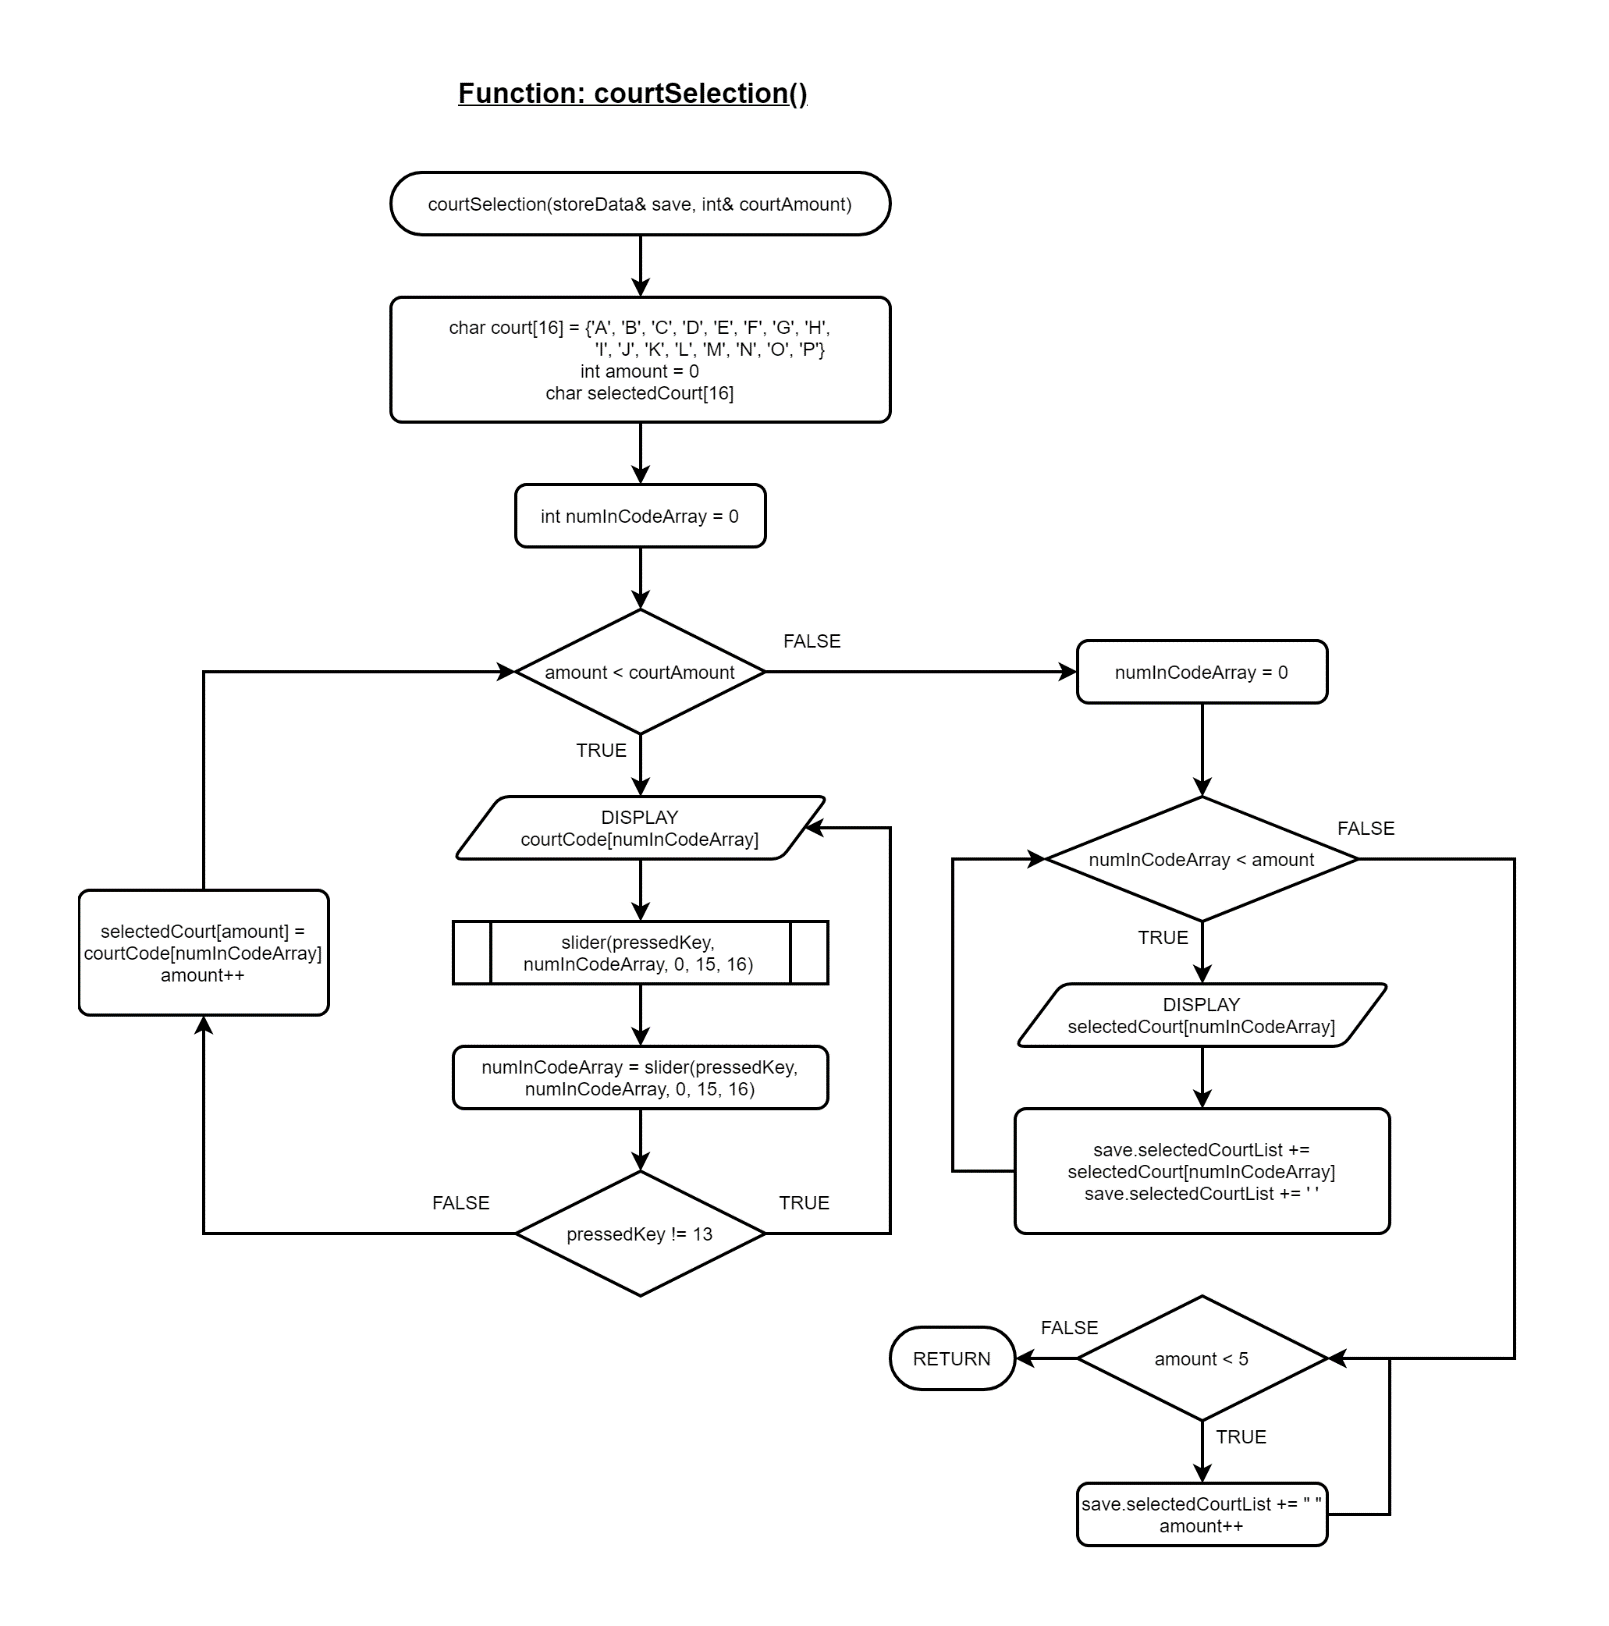 Function: courtSelection()
courtSelection(storeData& save, int& courtAmount)
char court[16] = {'A', 'B', 'C', 'D', 'E', 'F', 'G', 'H',
'I', 'J', 'K', 'L', 'M', 'N', 'O', 'P'}
int amount = 0
char selectedCourt[16]
int numInCodeArray = 0
amount < courtAmount
FALSE
TRUE
DISPLAY
courtCode[numInCodeArray]
slider(pressedKey,
numInCodeArray, 0, 15, 16)
numInCodeArray = slider(pressedKey,
numInCodeArray, 0, 15, 16)
pressedKey != 13
FALSE
TRUE
selectedCourt[amount] =
courtCode[numInCodeArray]
amount++
numInCodeArray = 0
numInCodeArray < amount
FALSE
TRUE
DISPLAY
selectedCourt[numInCodeArray]
save.selectedCourtList +=
selectedCourt[numInCodeArray]
save.selectedCourtList += ' '
amount < 5
FALSE
RETURN
TRUE
save.selectedCourtList += " "
amount++